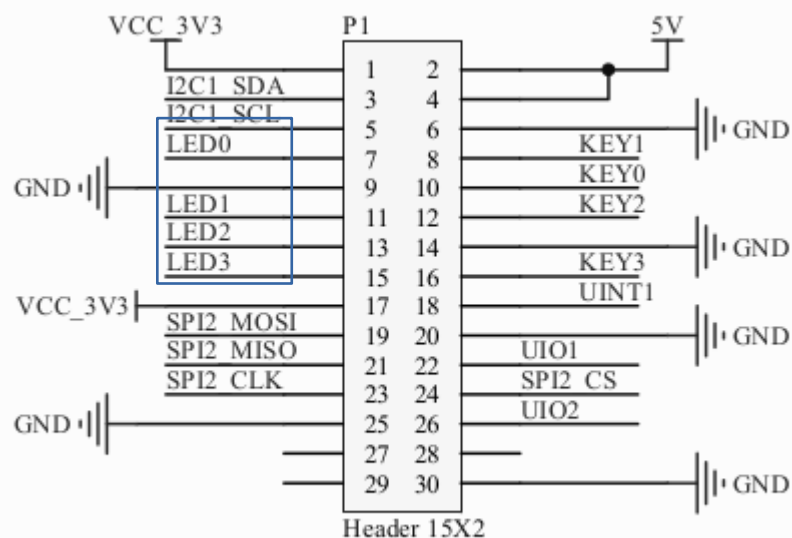 VCC_3V3 P1 5V
1 2
I2C1_SDA 3 4
I2C1_SCL 5 6 GND
LED0 7 8 KEY1
GND 9 10 KEY0
LED1 11 12 KEY2
LED2 13 14 GND
LED3 15 16 KEY3
VCC_3V3 17 18 UINT1
SPI2_MOSI 19 20 GND
SPI2_MISO 21 22 UIO1
SPI2_CLK 23 24 SPI2_CS
GND 25 26 UIO2
27 28
29 30 GND
Header 15X2